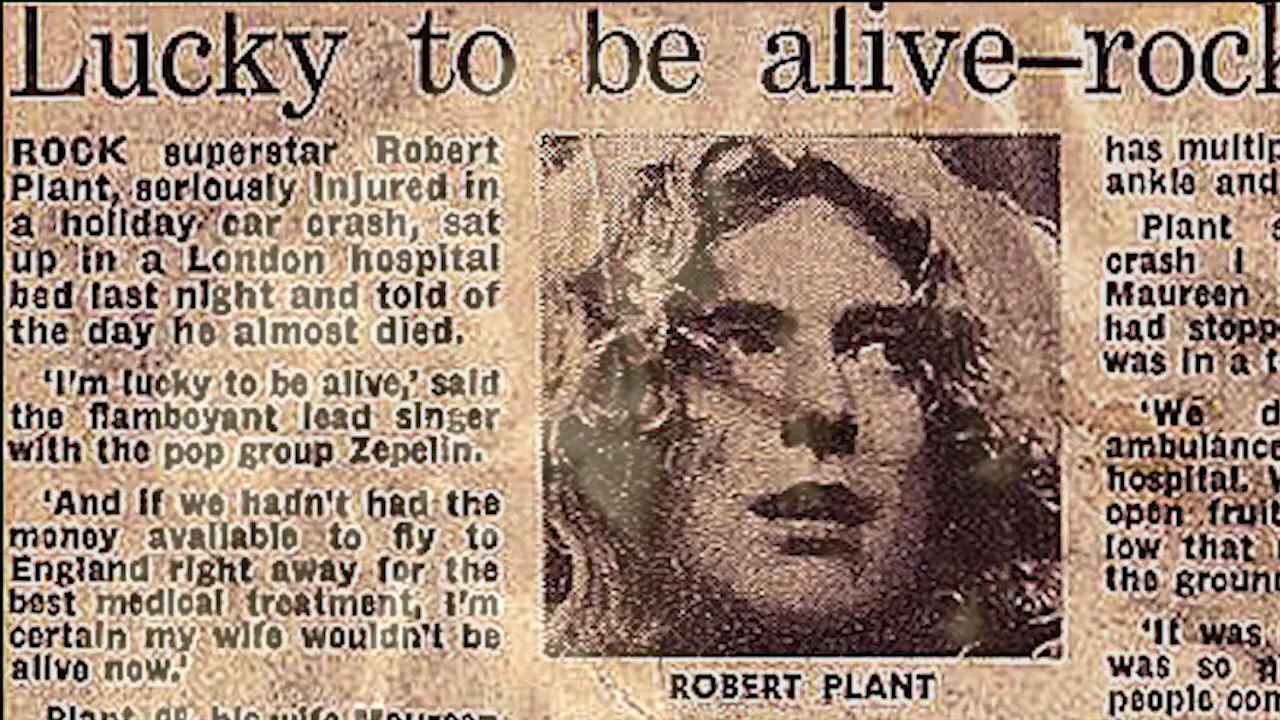 Lucky to be alive—rock
ROCK superstar Robert
Plant, seriously injured in
a holiday car crash, sat
up in a London hospital
bed last night and told of
the day he almost died.
'I'm lucky to be alive,' said
the flamboyant lead singer
with the pop group Zepelin.
'And if we hadn't had the
money available to fly to
England right away for the
best medical treatment, I'm
certain my wife wouldn't be
alive now.'
ROBERT PLANT
has multip
ankle and
Plant s
crash I
Maureen
had stopp
was in a t
'We d
ambulance
hospital. W
open fruit
low that
the ground
'It was
was so
people con